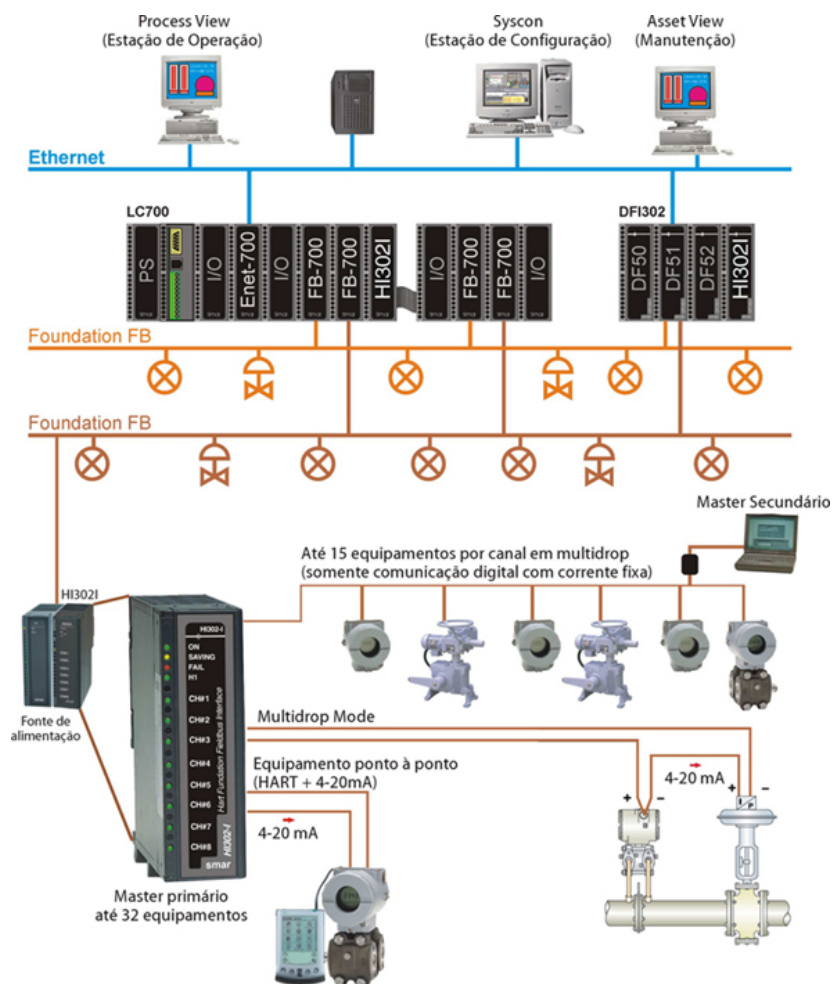 Process View
(Estação de Operação)
Syscon
(Estação de Configuração)
Asset View
(Manutenção)
Ethernet
LC700
DFI302
PS
I/O
Enet-700
I/O
FB-700
FB-700
HI302I
I/O
FB-700
FB-700
I/O
DF50
DF51
DF52
HI302I
Foundation FB
Foundation FB
Master Secundário
Até 15 equipamentos por canal em multidrop
(somente comunicação digital com corrente fixa)
HI302I
Fonte de
alimentação
HI302-I
ON
SAVING
FAIL
H1
CH#1
CH#2
CH#3
CH#4
CH#5
CH#6
CH#7
CH#8
Hart Fundation Fieldbus Interface
HI302-I
smar
Multidrop Mode
Equipamento ponto à ponto
(HART + 4-20mA)
4-20 mA
4-20 mA
+
-
+
-
I
P
Master primário
até 32 equipamentos